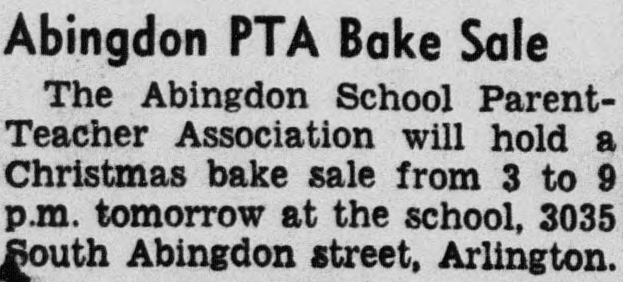 Abingdon PTA Bake Sale
The Abingdon School Parent-
Teacher Association will hold a
Christmas bake sale from 3 to 9
p.m. tomorrow at the school, 3035
South Abingdon street, Arlington.